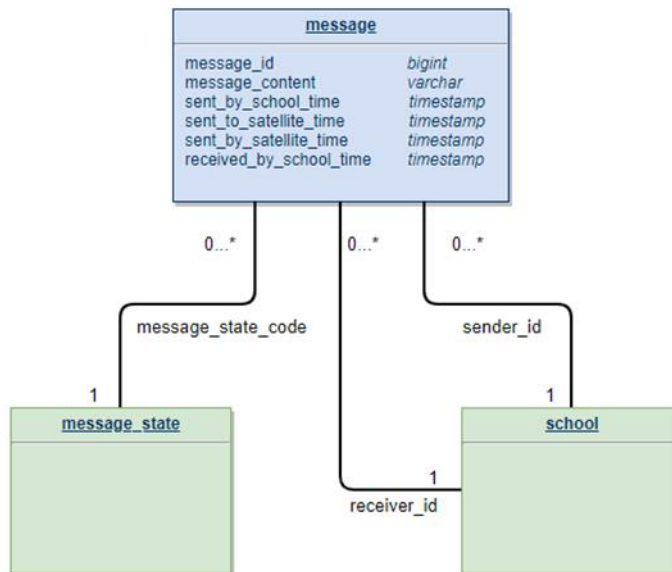 message
message_id bigint
message_content varchar
sent_by_school_time timestamp
sent_to_satellite_time timestamp
sent_by_satellite_time timestamp
received_by_school_time timestamp
0...* 0...* 0...*
message_state_code sender_id
1 1
message_state school
1
receiver_id